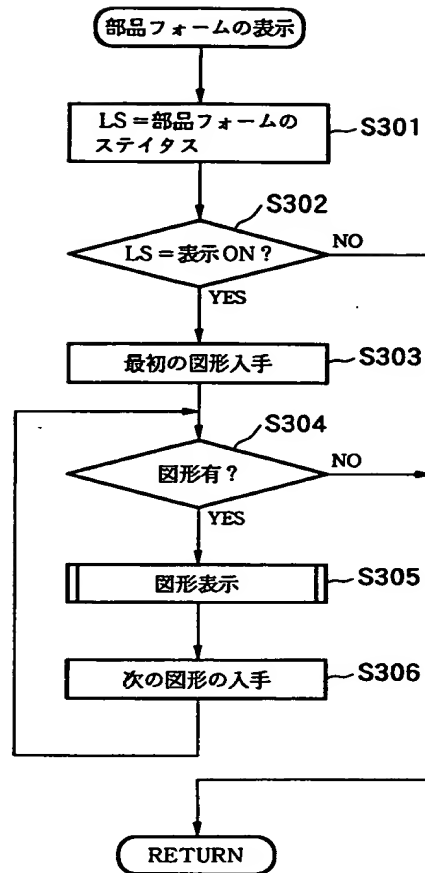 部品フォームの表示
LS=部品フォームの
ステイタス
S301
S302
LS=表示ON?
NO
YES
最初の図形入手
S303
S304
図形有?
NO
YES
図形表示
S305
次の図形の入手
S306
RETURN